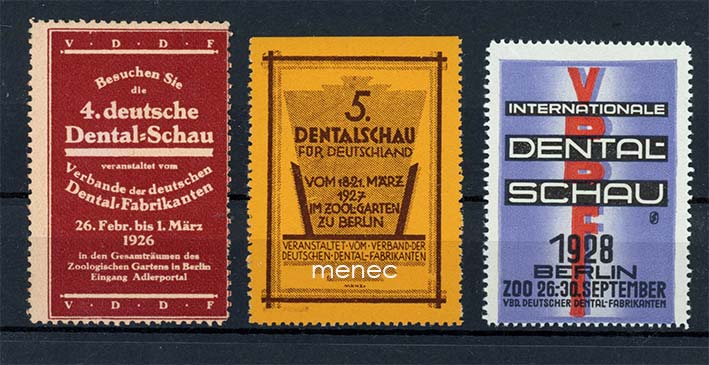 V. D. D. F.
Besuchen Sie
die
4. deutsche
Dental=Schau
veranstaltet vom
Verbande der deutschen
Dental=Fabrikanten
26. Febr. bis 1. März
1926
in den Gesamträumen des
Zoologischen Gartens in Berlin
Eingang Adlerportal
V. D. D. F.
5.
DENTALSCHAU
FÜR DEUTSCHLAND
VOM 18-21. MÄRZ
1927
IM ZOOL·GARTEN
ZU BERLIN
VERANSTALTET·VOM·VERBAND·DER
DEUTSCHEN·DENTAL-FABRIKANTEN
menec
INTERNATIONALE
DENTAL-
SCHAU
1928
BERLIN
ZOO 26-30. SEPTEMBER
VBD. DEUTSCHER DENTAL-FABRIKANTEN